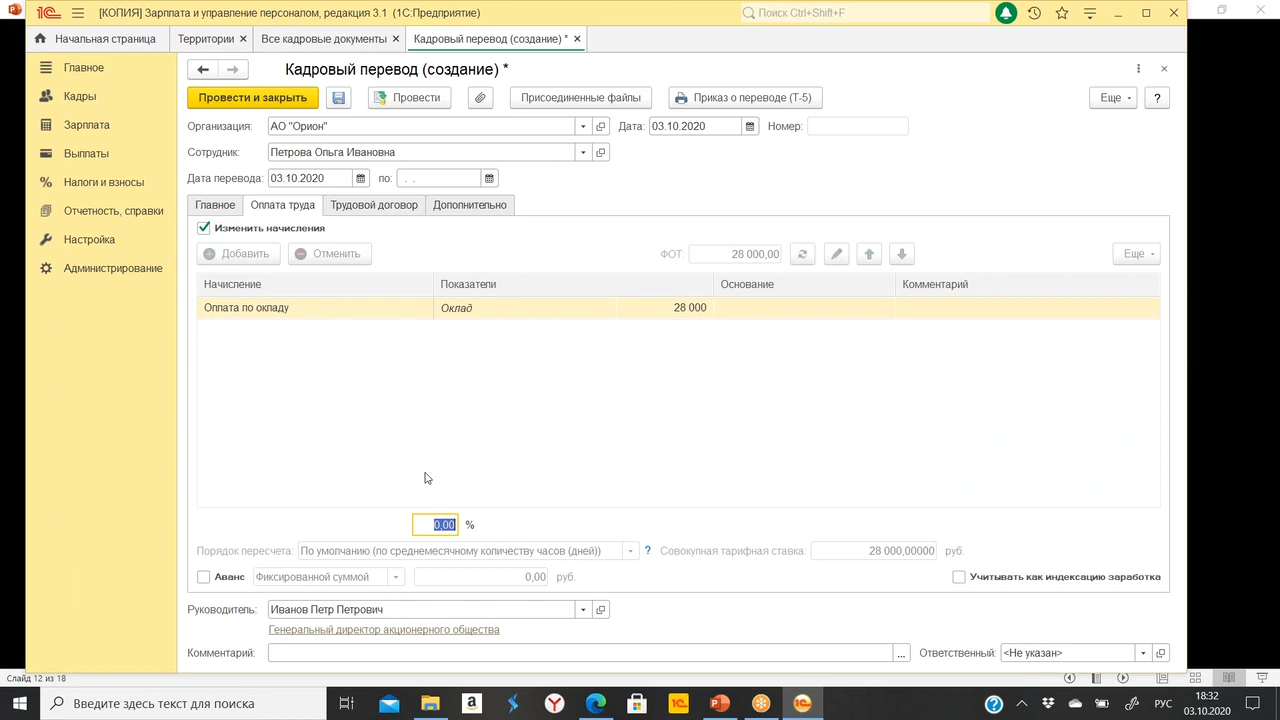 [КОПИЯ] Зарплата и управление персоналом, редакция 3.1 (1С:Предприятие)
Поиск Ctrl+Shift+F
Начальная страница
Территории
Все кадровые документы
Кадровый перевод (создание) *
Главное
Кадры
Зарплата
Выплаты
Налоги и взносы
Отчетность, справки
Настройка
Администрирование
Кадровый перевод (создание) *
Провести и закрыть
Провести
Присоединенные файлы
Приказ о переводе (Т-5)
Еще
?
Организация: АО "Орион" Дата: 03.10.2020 Номер:
Сотрудник: Петрова Ольга Ивановна
Дата перевода: 03.10.2020 по: . .
Главное Оплата труда Трудовой договор Дополнительно
Изменить начисления
Добавить Отменить ФОТ: 28 000,00 Еще
Начисление Показатели Основание Комментарий
Оплата по окладу Оклад 28 000
0,00 %
Порядок пересчета: По умолчанию (по среднемесячному количеству часов (дней)) ? Совокупная тарифная ставка: 28 000,00000 руб.
Аванс Фиксированной суммой 0,00 руб. Учитывать как индексацию заработка
Руководитель: Иванов Петр Петрович
Генеральный директор акционерного общества
Комментарий: ... Ответственный: <Не указан>
Слайд 12 из 18
Введите здесь текст для поиска
РУС
18:32
03.10.2020